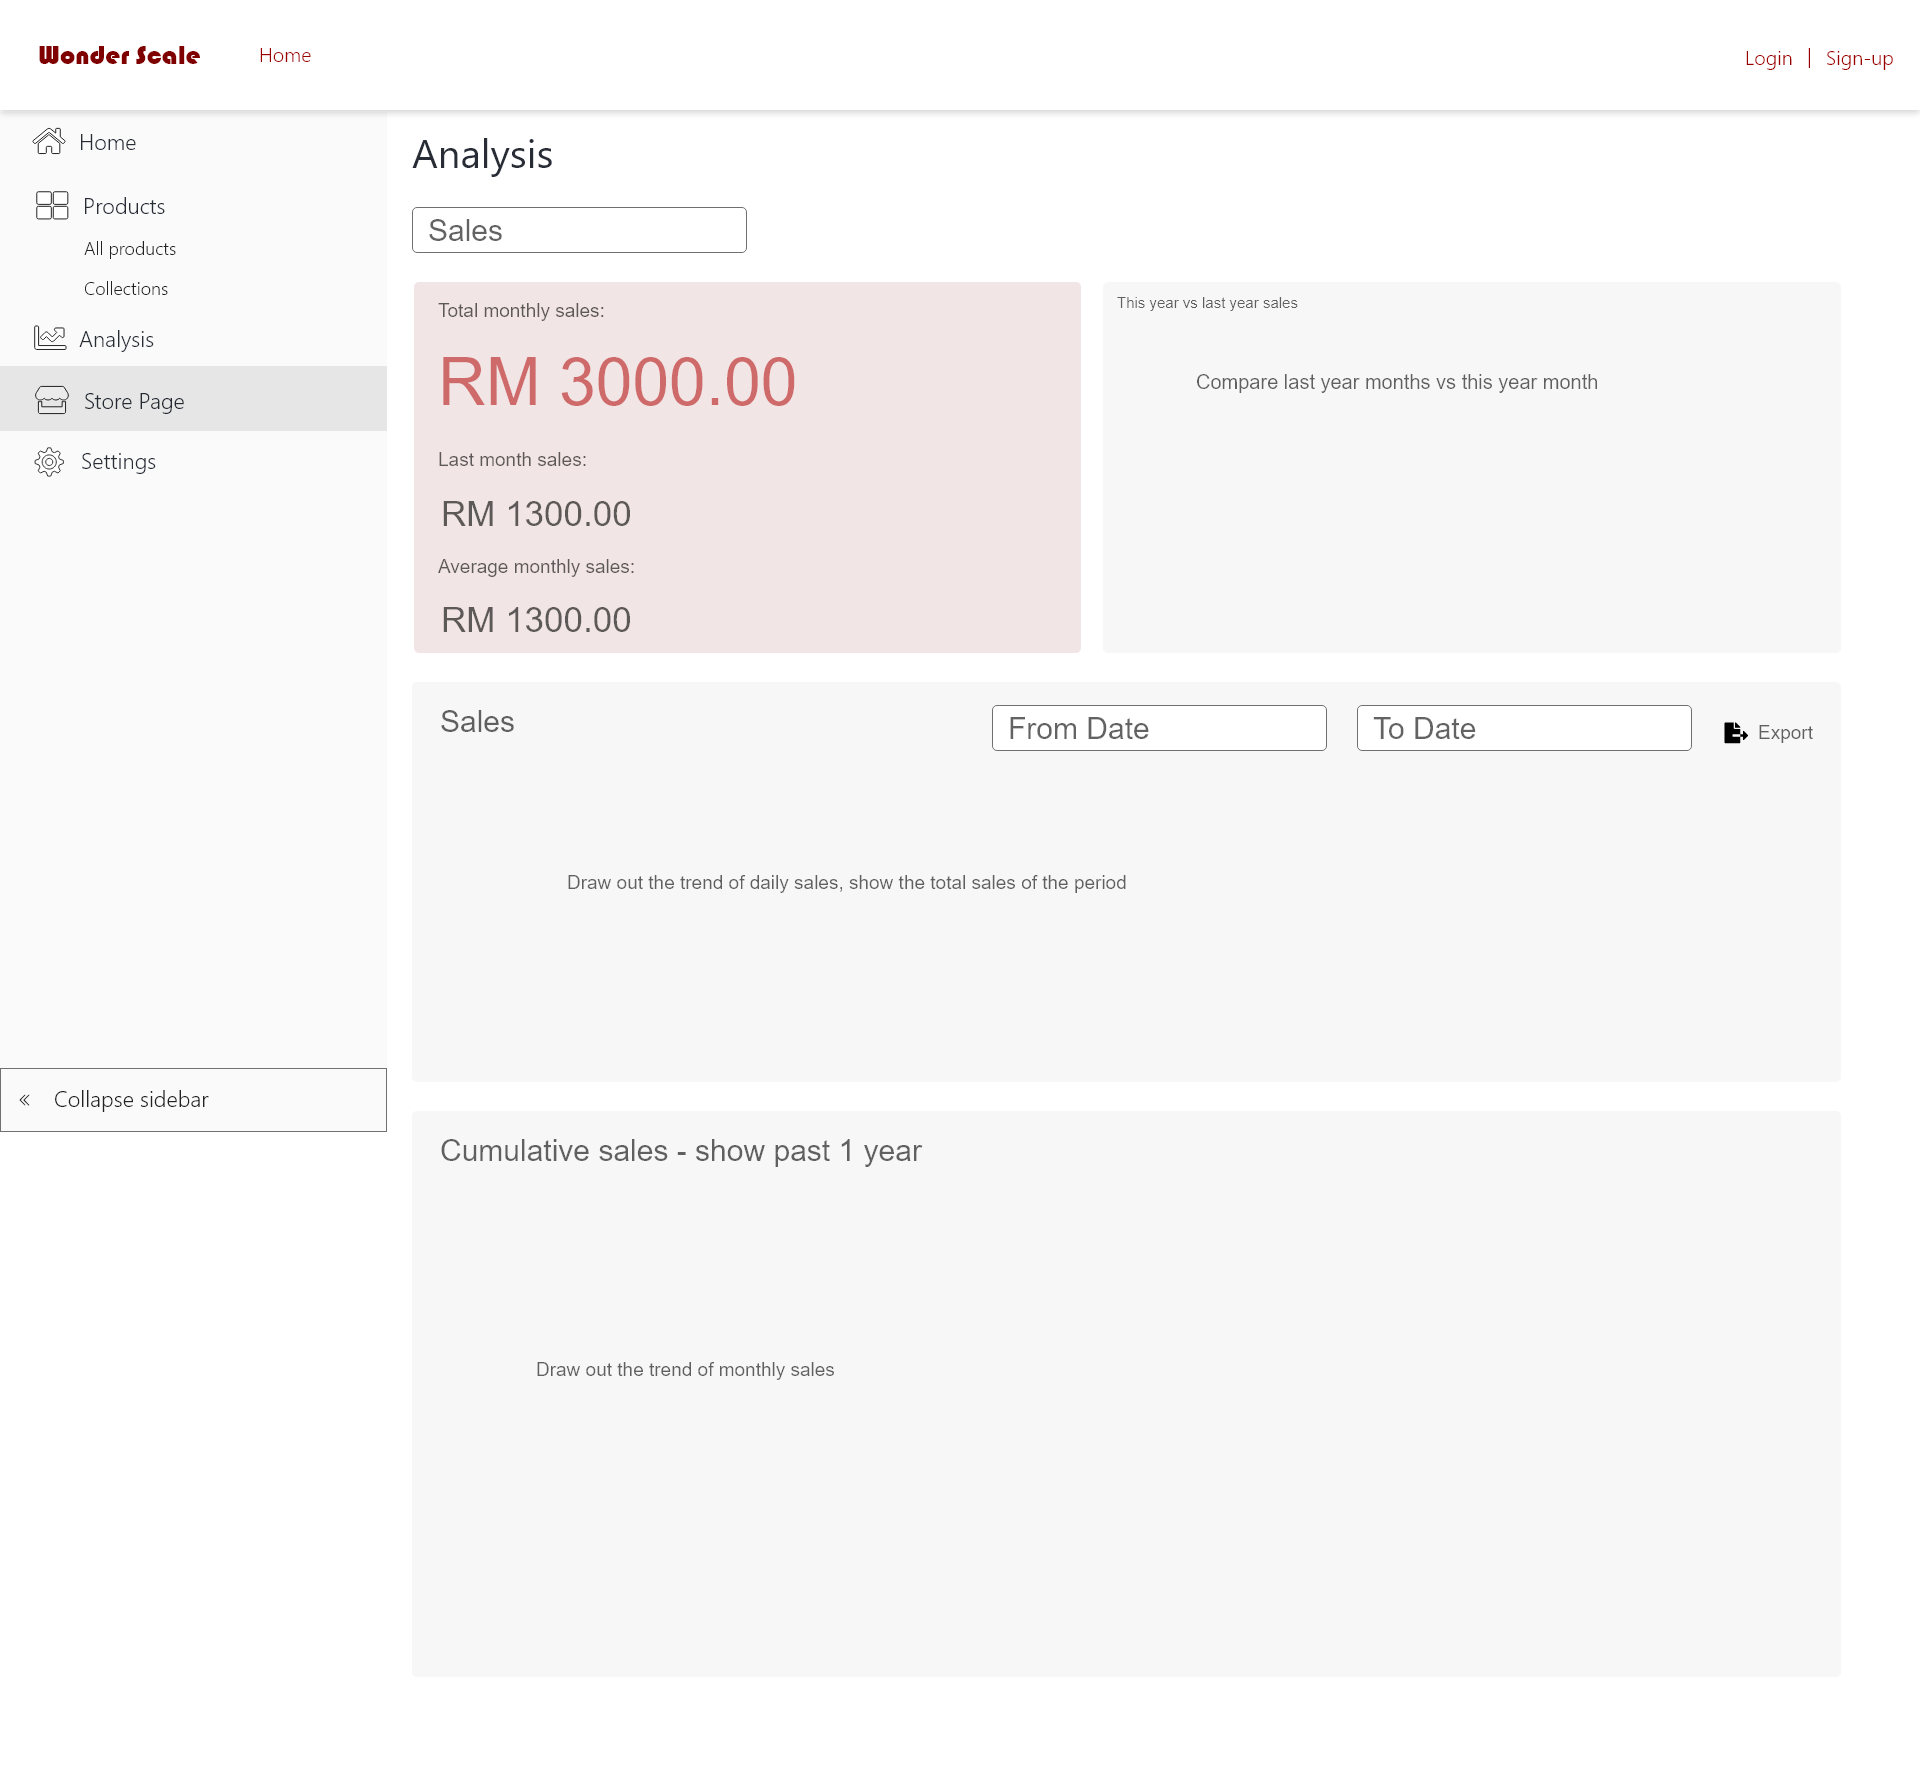 Wonder Scale
Home
Login | Sign-up
Home
Products
All products
Collections
Analysis
Store Page
Settings
« Collapse sidebar
Analysis
Sales
Total monthly sales:
RM 3000.00
Last month sales:
RM 1300.00
Average monthly sales:
RM 1300.00
This year vs last year sales
Compare last year months vs this year month
Sales
From Date
To Date
Export
Draw out the trend of daily sales, show the total sales of the period
Cumulative sales - show past 1 year
Draw out the trend of monthly sales